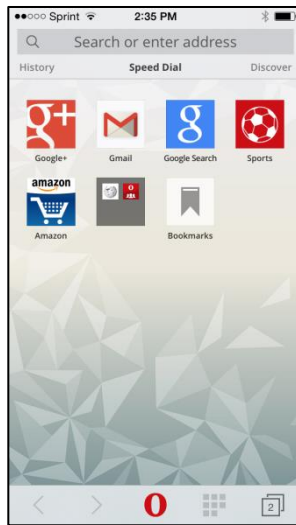 Sprint 2:35 PM
Search or enter address
History Speed Dial Discover
g+ M 8 
Google+ Gmail Google Search Sports
amazon
Amazon Bookmarks
2